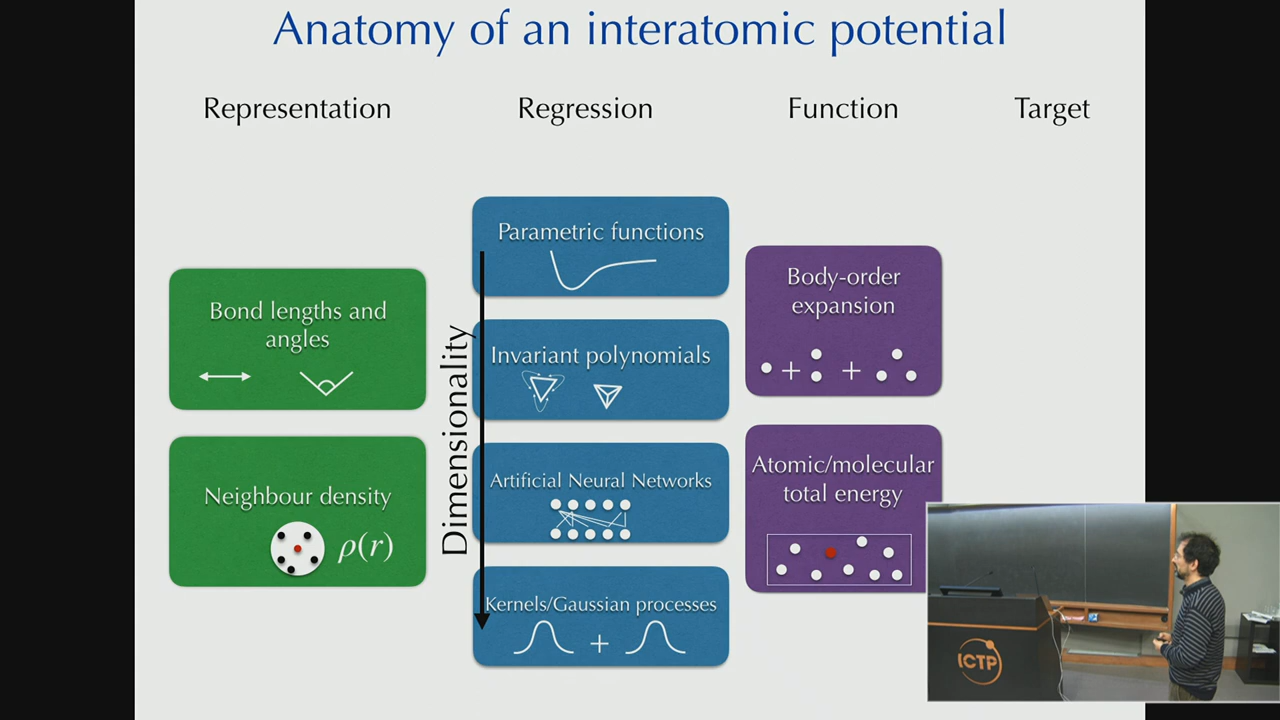 Anatomy of an interatomic potential
Representation
Regression
Function
Target
Bond lengths and
angles
Neighbour density
ρ(r)
Dimensionality
Parametric functions
Invariant polynomials
Artificial Neural Networks
Kernels/Gaussian processes
+
Body-order
expansion
+ +
Atomic/molecular
total energy
ICTP